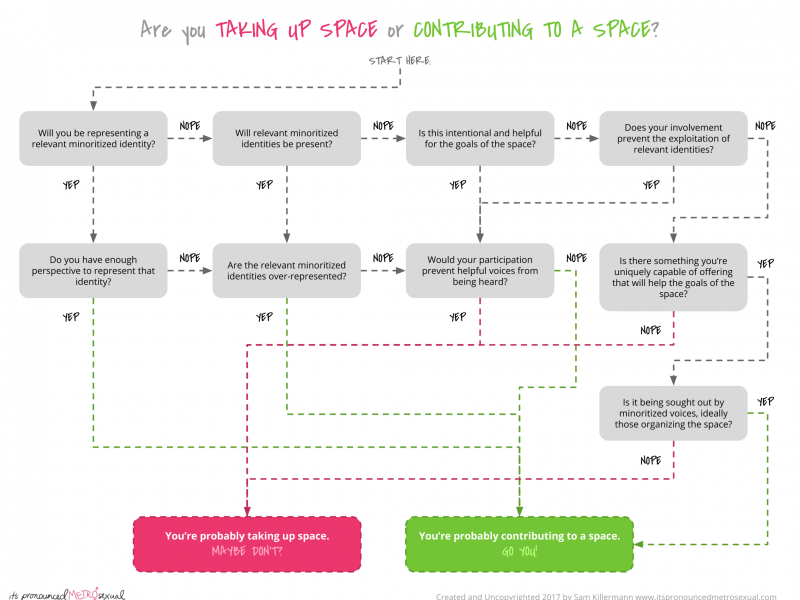 Are you TAKING UP SPACE or CONTRIBUTING TO A SPACE?
START HERE.
Will you be representing a
relevant minoritized identity?
NOPE
Will relevant minoritized
identities be present?
NOPE
Is this intentional and helpful
for the goals of the space?
NOPE
Does your involvement
prevent the exploitation of
relevant identities?
NOPE
YEP
YEP
YEP
YEP
Do you have enough
perspective to represent that
identity?
NOPE
Are the relevant minoritized
identities over-represented?
NOPE
Would your participation
prevent helpful voices from
being heard?
NOPE
Is there something you're
uniquely capable of offering
that will help the goals of the
space?
YEP
YEP
YEP
YEP
NOPE
Is it being sought out by
minoritized voices, ideally
those organizing the space?
YEP
NOPE
You're probably taking up space.
MAYBE DON'T?
You're probably contributing to a space.
GO YOU!
its pronounced METROsexual
Created and Uncopyrighted 2017 by Sam Killermann www.itspronouncedmetrosexual.com